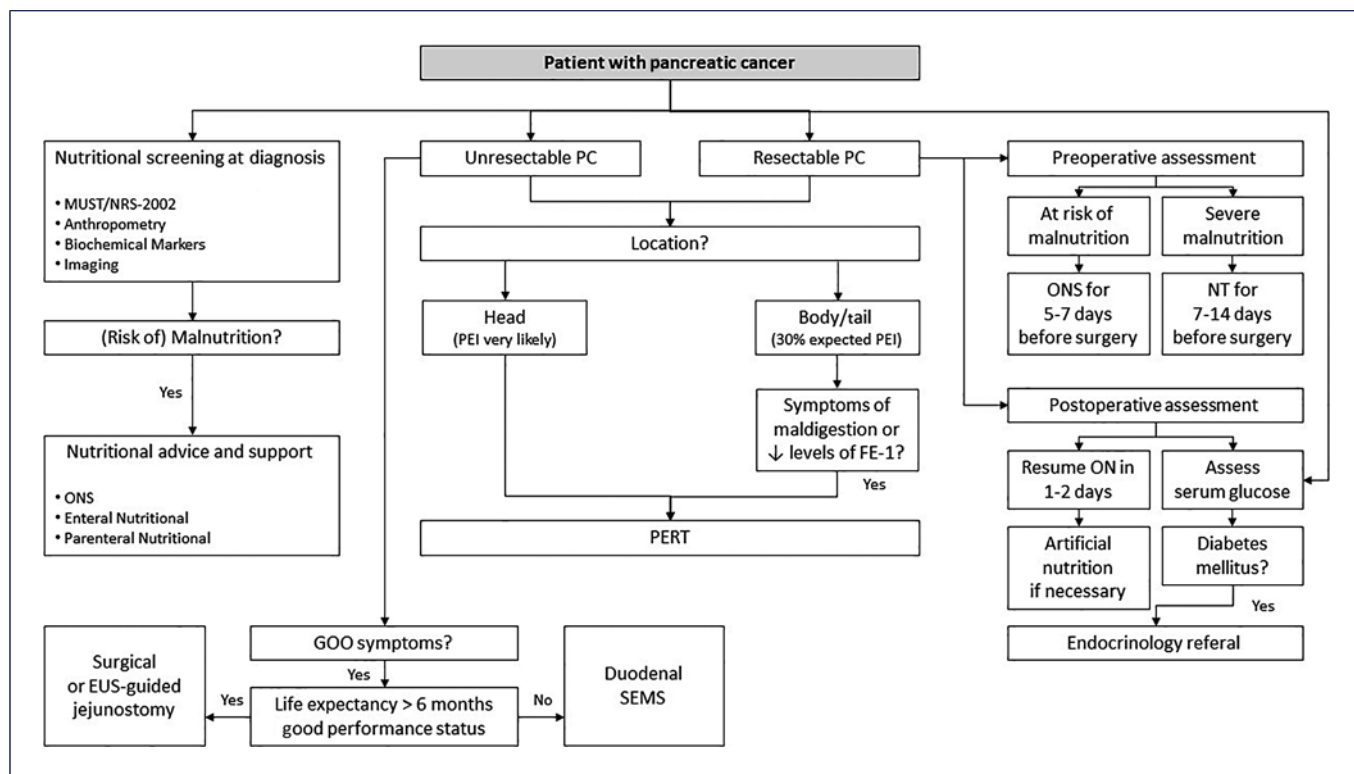 Patient with pancreatic cancer
Nutritional screening at diagnosis
• MUST/NRS-2002
• Anthropometry
• Biochemical Markers
• Imaging
(Risk of) Malnutrition?
Yes
Nutritional advice and support
• ONS
• Enteral Nutritional
• Parenteral Nutritional
Unresectable PC
Resectable PC
Location?
Head
(PEI very likely)
Body/tail
(30% expected PEI)
Symptoms of
maldigestion or
↓ levels of FE-1?
Yes
PERT
Preoperative assessment
At risk of
malnutrition
Severe
malnutrition
ONS for
5-7 days
before surgery
NT for
7-14 days
before surgery
Postoperative assessment
Resume ON in
1-2 days
Assess
serum glucose
Artificial
nutrition
if necessary
Diabetes
mellitus?
Yes
Endocrinology referal
GOO symptoms?
Yes
Life expectancy > 6 months
good performance status
Yes
Surgical
or EUS-guided
jejunostomy
No
Duodenal
SEMS